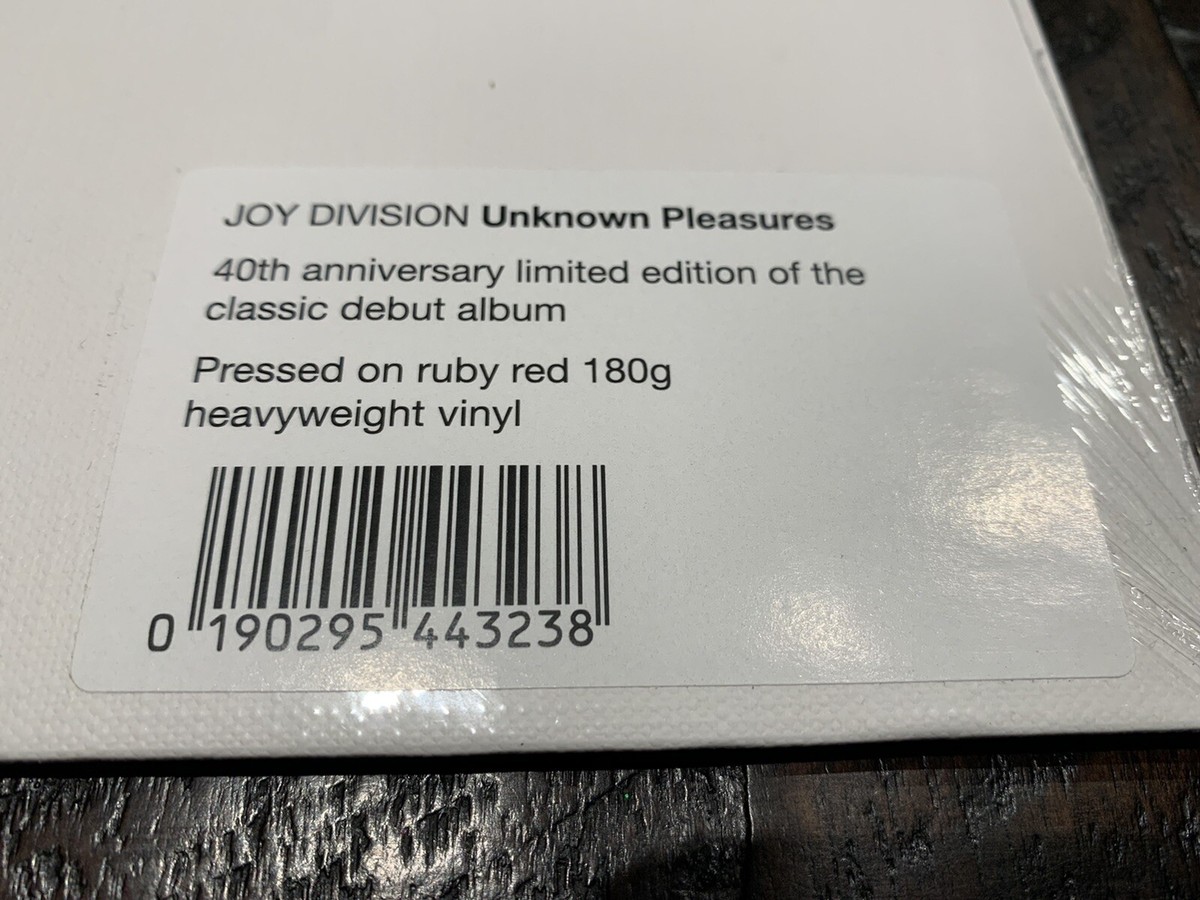 JOY DIVISION Unknown Pleasures
40th anniversary limited edition of the
classic debut album
Pressed on ruby red 180g
heavyweight vinyl
0 190295 443238